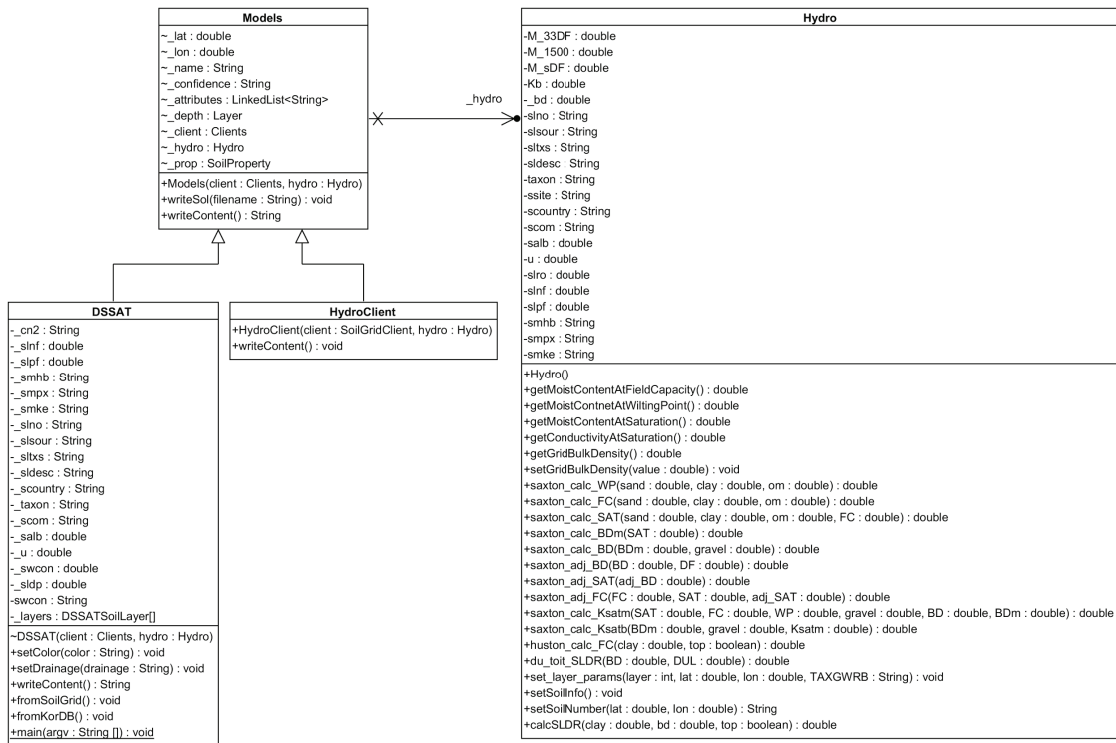 Models
~_lat : double
~_lon : double
~_name : String
~_confidence : String
~_attributes : LinkedList<String>
~_depth : Layer
~_client : Clients
~_hydro : Hydro
~_prop : SoilProperty
+Models(client : Clients, hydro : Hydro)
+writeSol(filename : String) : void
+writeContent() : String
_hydro
DSSAT
-_cn2 : String
-_slnf : double
-_slpf : double
-_smhb : String
-_smpx : String
-_smke : String
-_slno : String
-_slsour : String
-_sltxs : String
-_sldesc : String
-_scountry : String
-_taxon : String
-_scom : String
-_salb : double
-_u : double
-_swcon : double
-_sldp : double
-swcon : String
-_layers : DSSATSoilLayer[]
~DSSAT(client : Clients, hydro : Hydro)
+setColor(color : String) : void
+setDrainage(drainage : String) : void
+writeContent() : String
+fromSoilGrid() : void
+fromKorDB() : void
+main(argv : String []) : void
HydroClient
+HydroClient(client : SoilGridClient, hydro : Hydro)
+writeContent() : void
Hydro
-M_33DF : double
-M_1500 : double
-M_sDF : double
-Kb : double
-_bd : double
-slno : String
-slsour : String
-sltxs : String
-sldesc : String
-taxon : String
-ssite : String
-scountry : String
-scom : String
-salb : double
-u : double
-slro : double
-slnf : double
-slpf : double
-smhb : String
-smpx : String
-smke : String
+Hydro()
+getMoistContentAtFieldCapacity() : double
+getMoistContnetAtWiltingPoint() : double
+getMoistContentAtSaturation() : double
+getConductivityAtSaturation() : double
+getGridBulkDensity() : double
+setGridBulkDensity(value : double) : void
+saxton_calc_WP(sand : double, clay : double, om : double) : double
+saxton_calc_FC(sand : double, clay : double, om : double) : double
+saxton_calc_SAT(sand : double, clay : double, om : double, FC : double) : double
+saxton_calc_BDm(SAT : double) : double
+saxton_calc_BD(BDm : double, gravel : double) : double
+saxton_adj_BD(BD : double, DF : double) : double
+saxton_adj_SAT(adj_BD : double) : double
+saxton_adj_FC(FC : double, SAT : double, adj_SAT : double) : double
+saxton_calc_Ksatm(SAT : double, FC : double, WP : double, gravel : double, BD : double, BDm : double) : double
+saxton_calc_Ksatb(BDm : double, gravel : double, Ksatm : double) : double
+huston_calc_FC(clay : double, top : boolean) : double
+du_toit_SLDR(BD : double, DUL : double) : double
+set_layer_params(layer : int, lat : double, lon : double, TAXGWRB : String) : void
+setSoilInfo() : void
+setSoilNumber(lat : double, lon : double) : String
+calcSLDR(clay : double, bd : double, top : boolean) : double